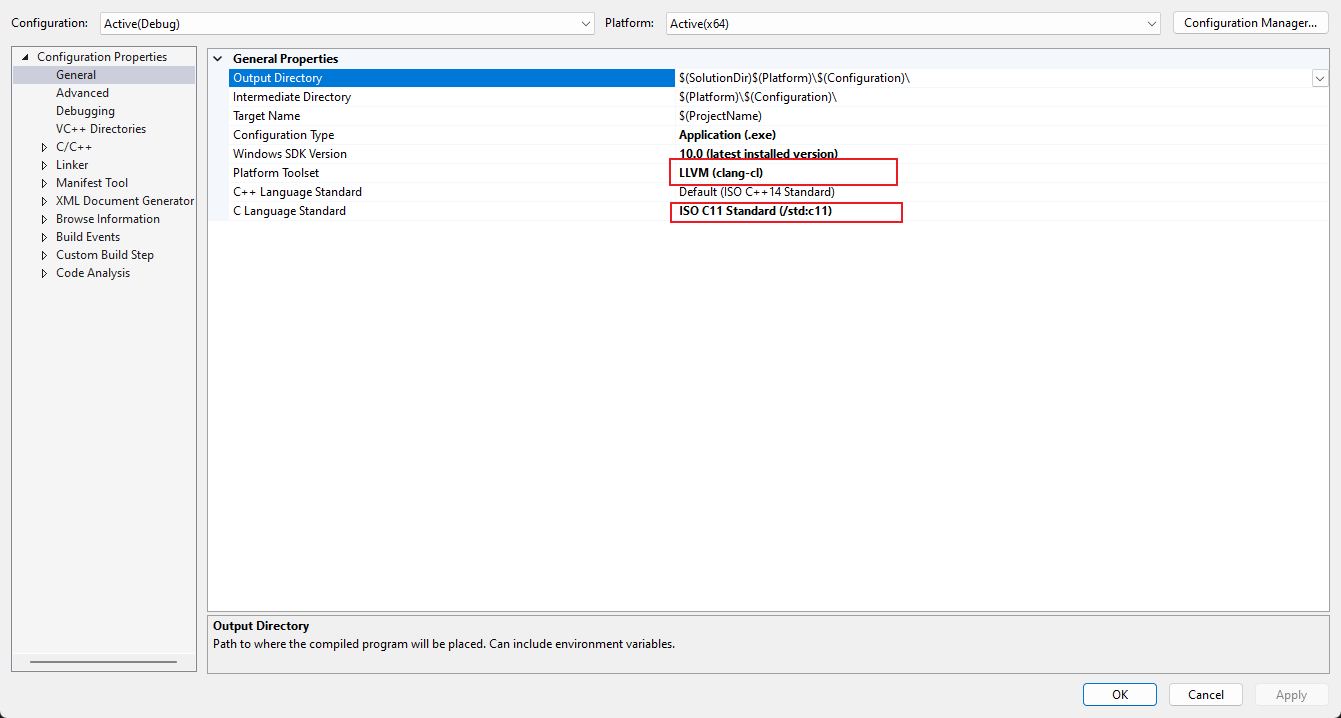 Configuration: Active(Debug) Platform: Active(x64) Configuration Manager...
Configuration Properties
General
Advanced
Debugging
VC++ Directories
C/C++
Linker
Manifest Tool
XML Document Generator
Browse Information
Build Events
Custom Build Step
Code Analysis
General Properties
Output Directory $(SolutionDir)$(Platform)\$(Configuration)\
Intermediate Directory $(Platform)\$(Configuration)\
Target Name $(ProjectName)
Configuration Type Application (.exe)
Windows SDK Version 10.0 (latest installed version)
Platform Toolset LLVM (clang-cl)
C++ Language Standard Default (ISO C++14 Standard)
C Language Standard ISO C11 Standard (/std:c11)
Output Directory
Path to where the compiled program will be placed. Can include environment variables.
OK Cancel Apply